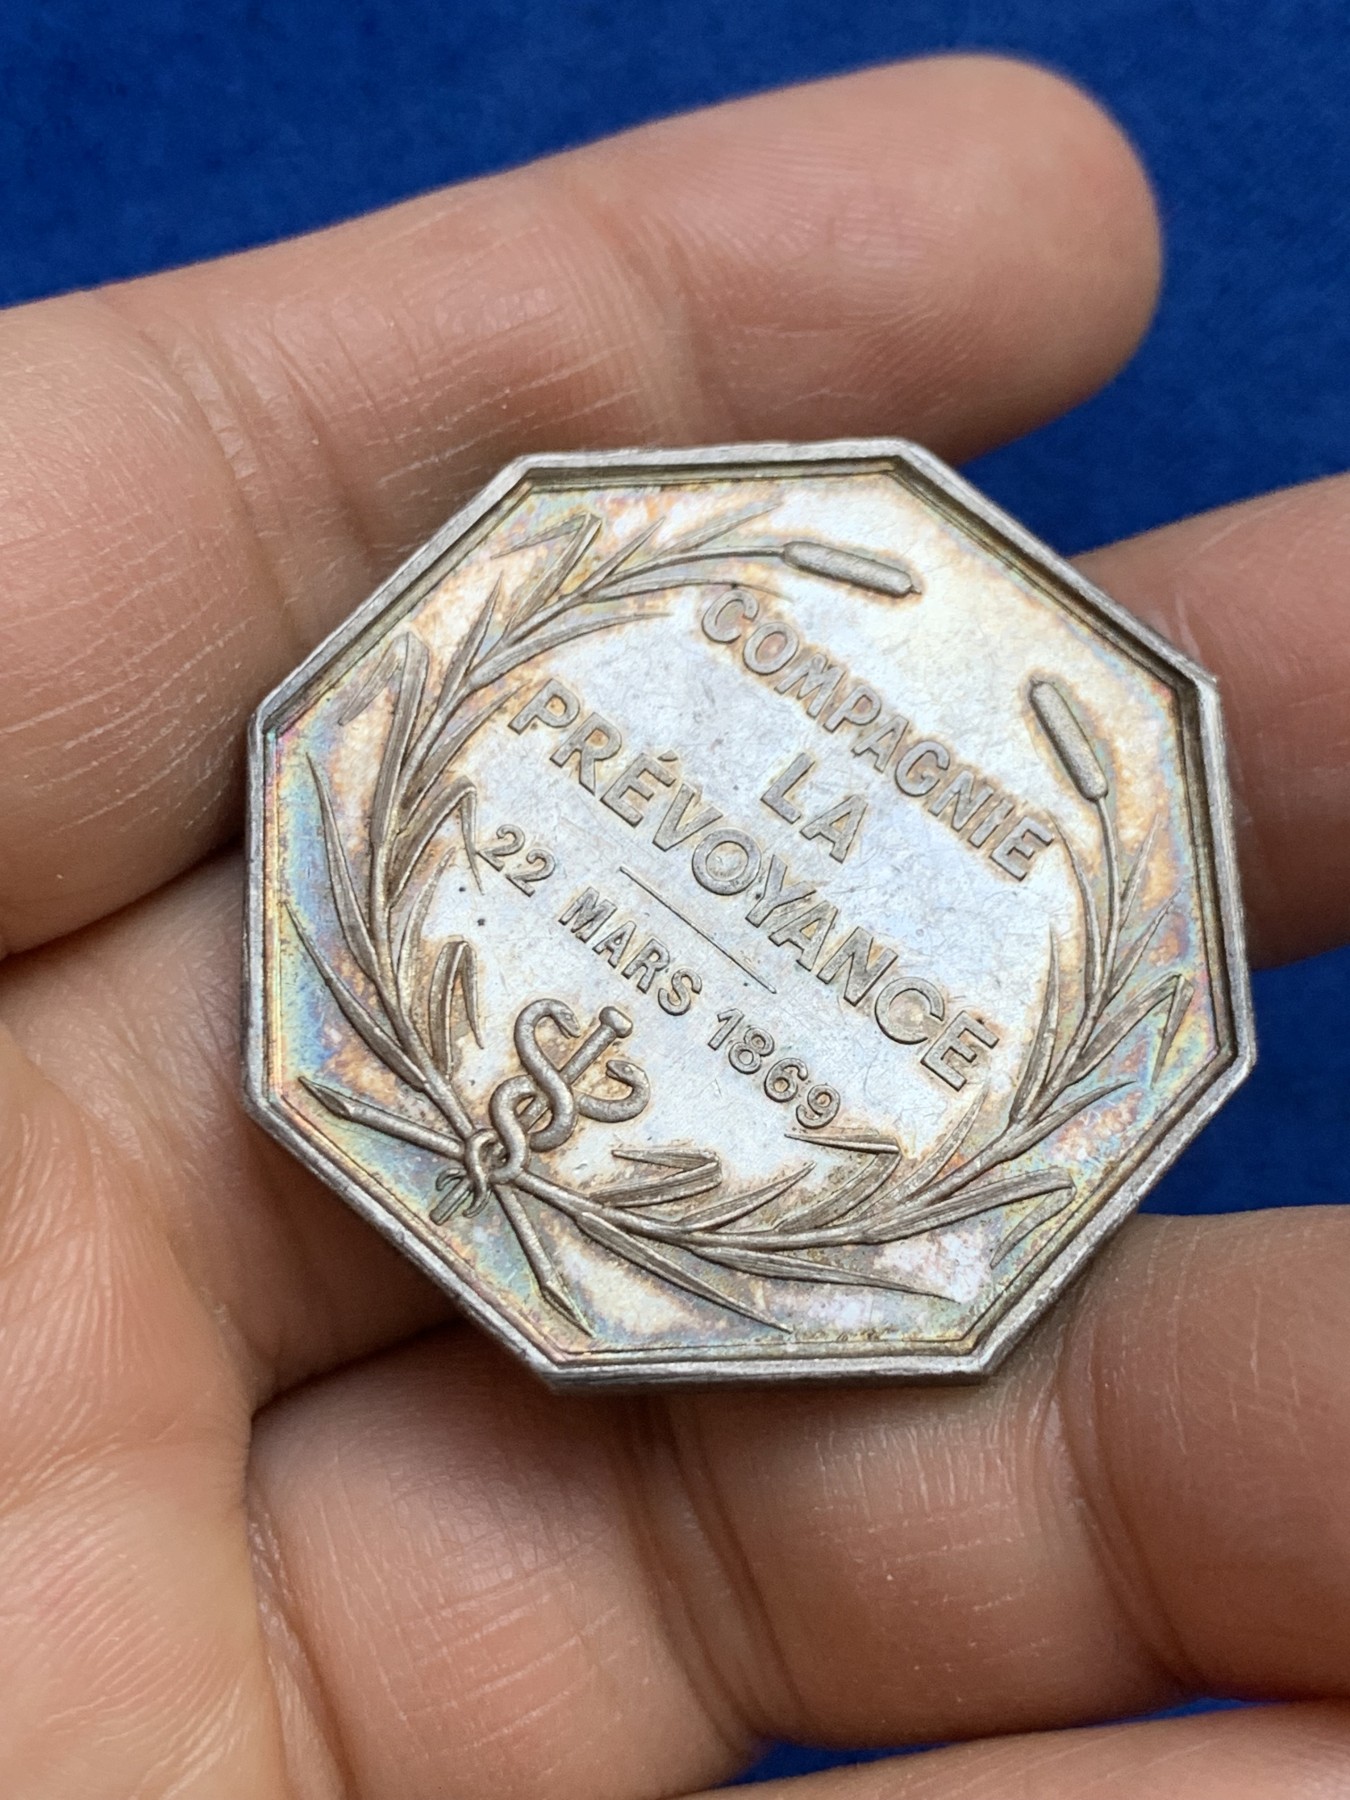 COMPAGNIE
LA
PRÉVOYANCE
22 MARS 1869